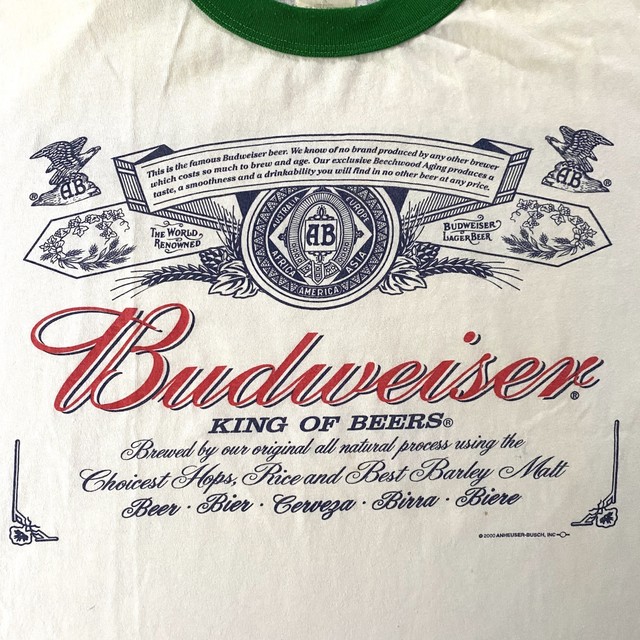 This is the famous Budweiser beer. We know of no brand produced by any other brewer
which costs so much to brew and age. Our exclusive Beechwood Aging produces a
taste, a smoothness and a drinkability you will find in no other beer at any price.
AB ®
AB ®
THE WORLD
RENOWNED
BUDWEISER
LAGER BEER
AUSTRALIA
EUROPE
AB
AFRICA
ASIA
AMERICA
Budweiser®
KING OF BEERS®
Brewed by our original all natural process using the
Choicest Hops, Rice and Best Barley Malt
Beer · Bier · Cerveza · Birra · Biere
© 2000 ANHEUSER-BUSCH, INC